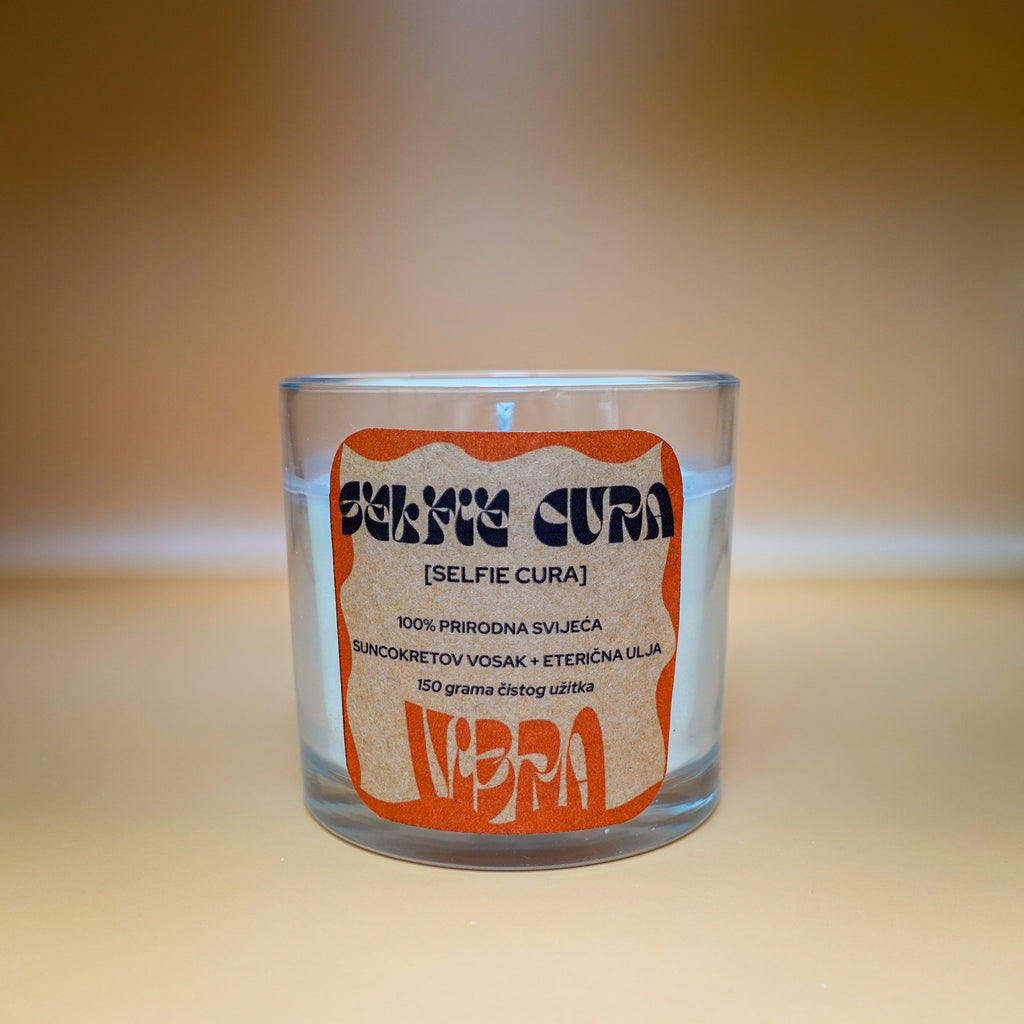 SELFIE CURA
[SELFIE CURA]
100% PRIRODNA SVIJEĆA
SUNCOKRETOV VOSAK + ETERIČNA ULJA
150 grama čistog užitka
VIBRA